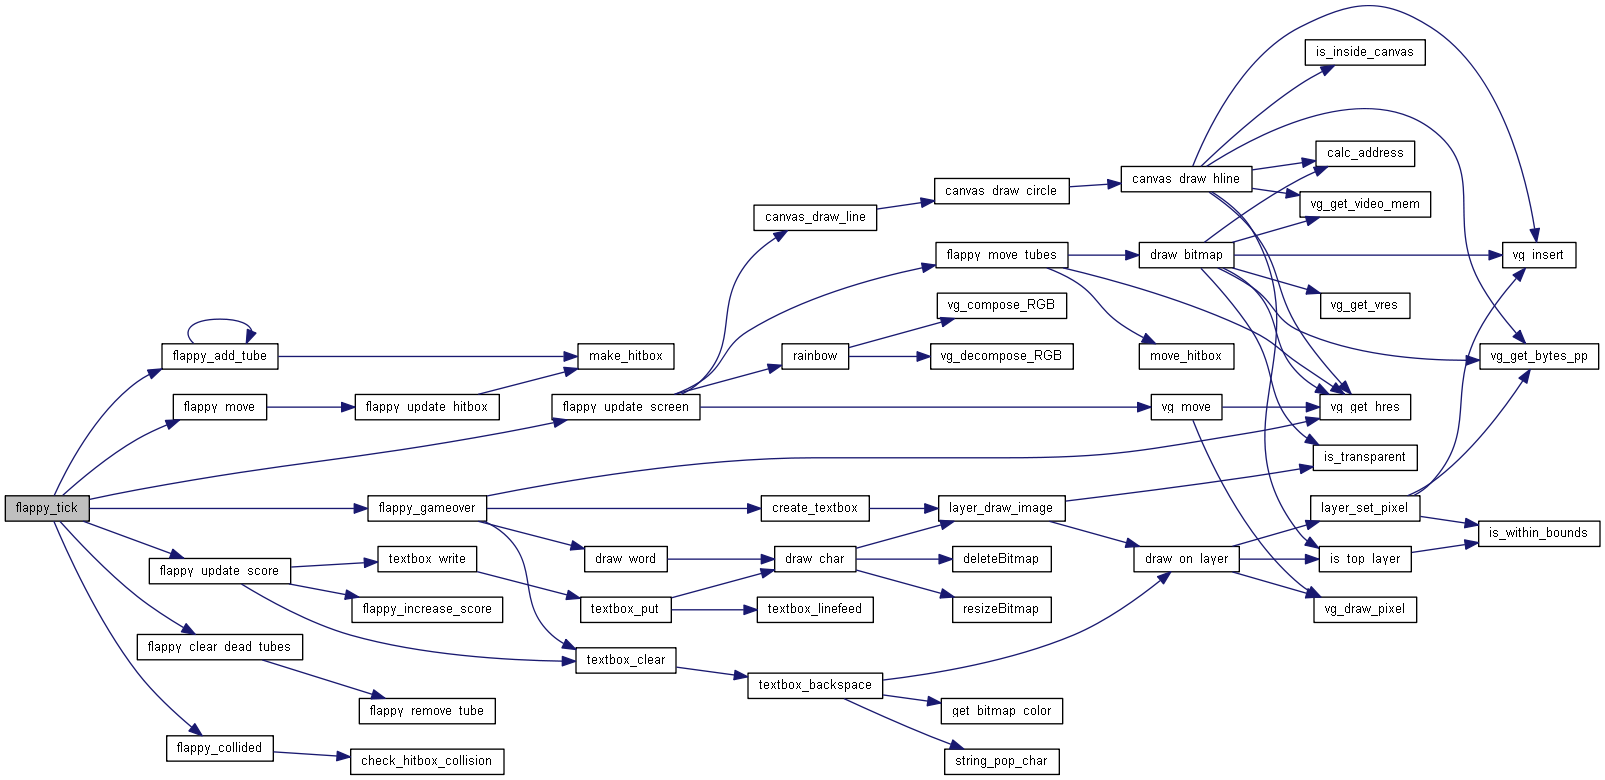 is_inside_canvas
calc_address
canvas_draw_hline
canvas_draw_circle
vg_get_video_mem
canvas_draw_line
flappy_move_tubes
draw_bitmap
vg_insert
vg_compose_RGB
vg_get_vres
flappy_add_tube
make_hitbox
rainbow
vg_decompose_RGB
move_hitbox
vg_get_bytes_pp
flappy_move
flappy_update_hitbox
flappy_update_screen
vg_move
vg_get_hres
is_transparent
flappy_tick
flappy_gameover
create_textbox
layer_draw_image
layer_set_pixel
is_within_bounds
textbox_write
draw_word
draw_char
deleteBitmap
draw_on_layer
is_top_layer
flappy_update_score
flappy_increase_score
textbox_put
textbox_linefeed
resizeBitmap
vg_draw_pixel
flappy_clear_dead_tubes
textbox_clear
textbox_backspace
flappy_remove_tube
get_bitmap_color
flappy_collided
check_hitbox_collision
string_pop_char